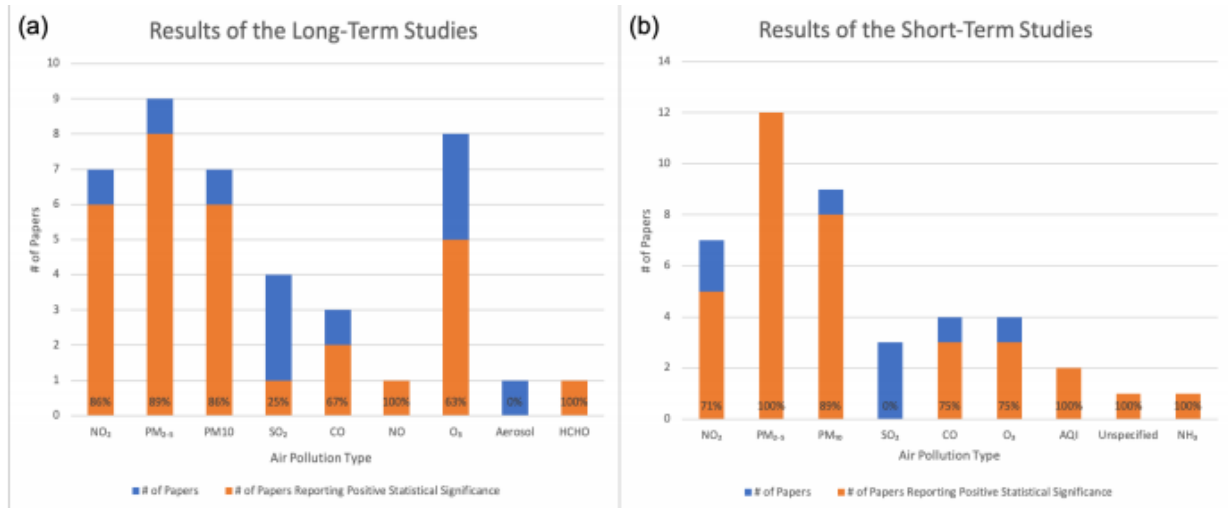 (a)
Results of the Long-Term Studies
10
9
8
7
6
5
4
3
2
1
0
# of Papers
86%
89%
86%
25%
67%
100%
63%
0%
100%
NO₂
PM₂.₅
PM10
SO₂
CO
NO
O₃
Aerosol
HCHO
Air Pollution Type
# of Papers
# of Papers Reporting Positive Statistical Significance
(b)
Results of the Short-Term Studies
14
12
10
8
6
4
2
0
# of Papers
71%
100%
89%
0%
75%
75%
100%
100%
100%
NO₂
PM₂.₅
PM₁₀
SO₂
CO
O₃
AQI
Unspecified
NH₃
Air Pollution Type
# of Papers
# of Papers Reporting Positive Statistical Significance